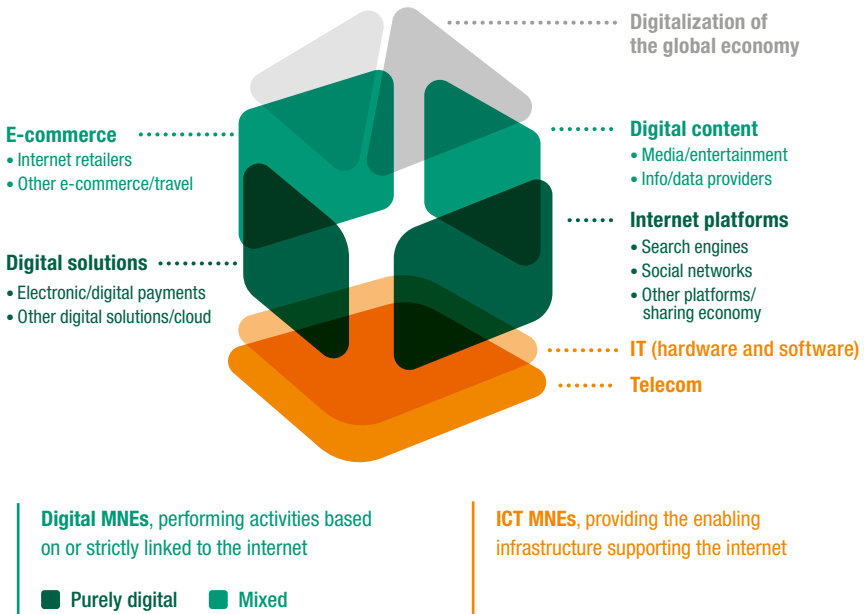 Digitalization of
the global economy
E-commerce
• Internet retailers
• Other e-commerce/travel
Digital content
• Media/entertainment
• Info/data providers
Digital solutions
• Electronic/digital payments
• Other digital solutions/cloud
Internet platforms
• Search engines
• Social networks
• Other platforms/
sharing economy
IT (hardware and software)
Telecom
Digital MNEs, performing activities based
on or strictly linked to the internet
Purely digital
Mixed
ICT MNEs, providing the enabling
infrastructure supporting the internet